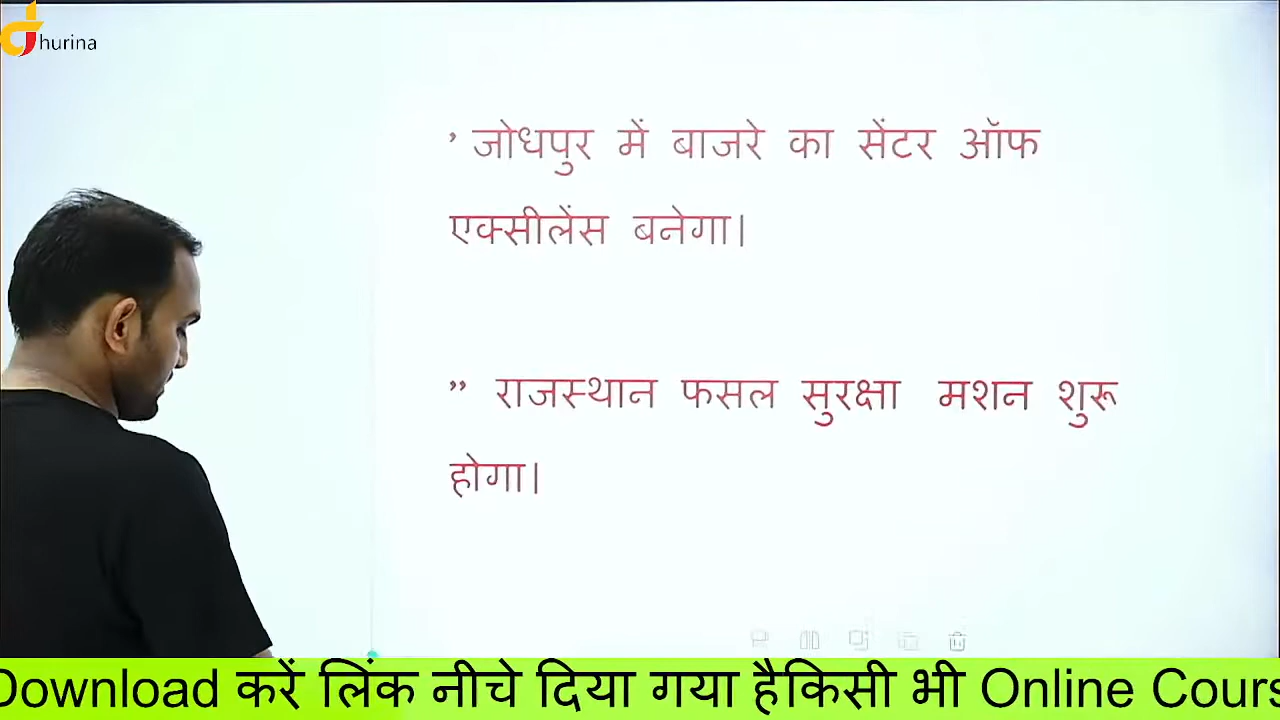 hurina
’ जोधपुर में बाजरे का सेंटर ऑफ
एक्सीलेंस बनेगा।
’’ राजस्थान फसल सुरक्षा मशन शुरू
होगा।
Download करें लिंक नीचे दिया गया हैकिसी भी Online Cours